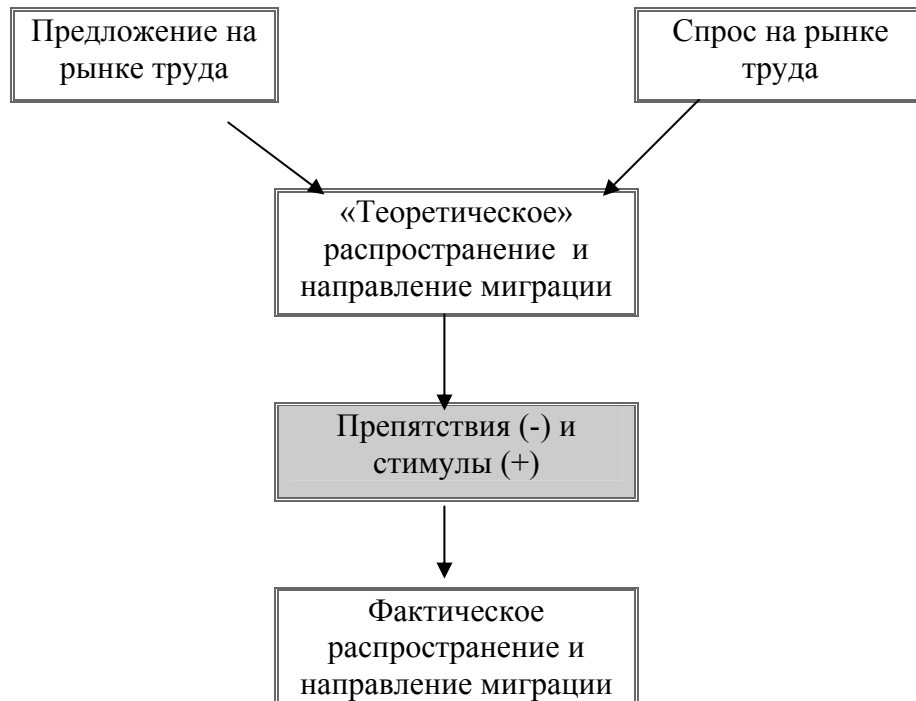 Предложение на
рынке труда
Спрос на рынке
труда
«Теоретическое»
распространение и
направление миграции
Препятствия (-) и
стимулы (+)
Фактическое
распространение и
направление миграции